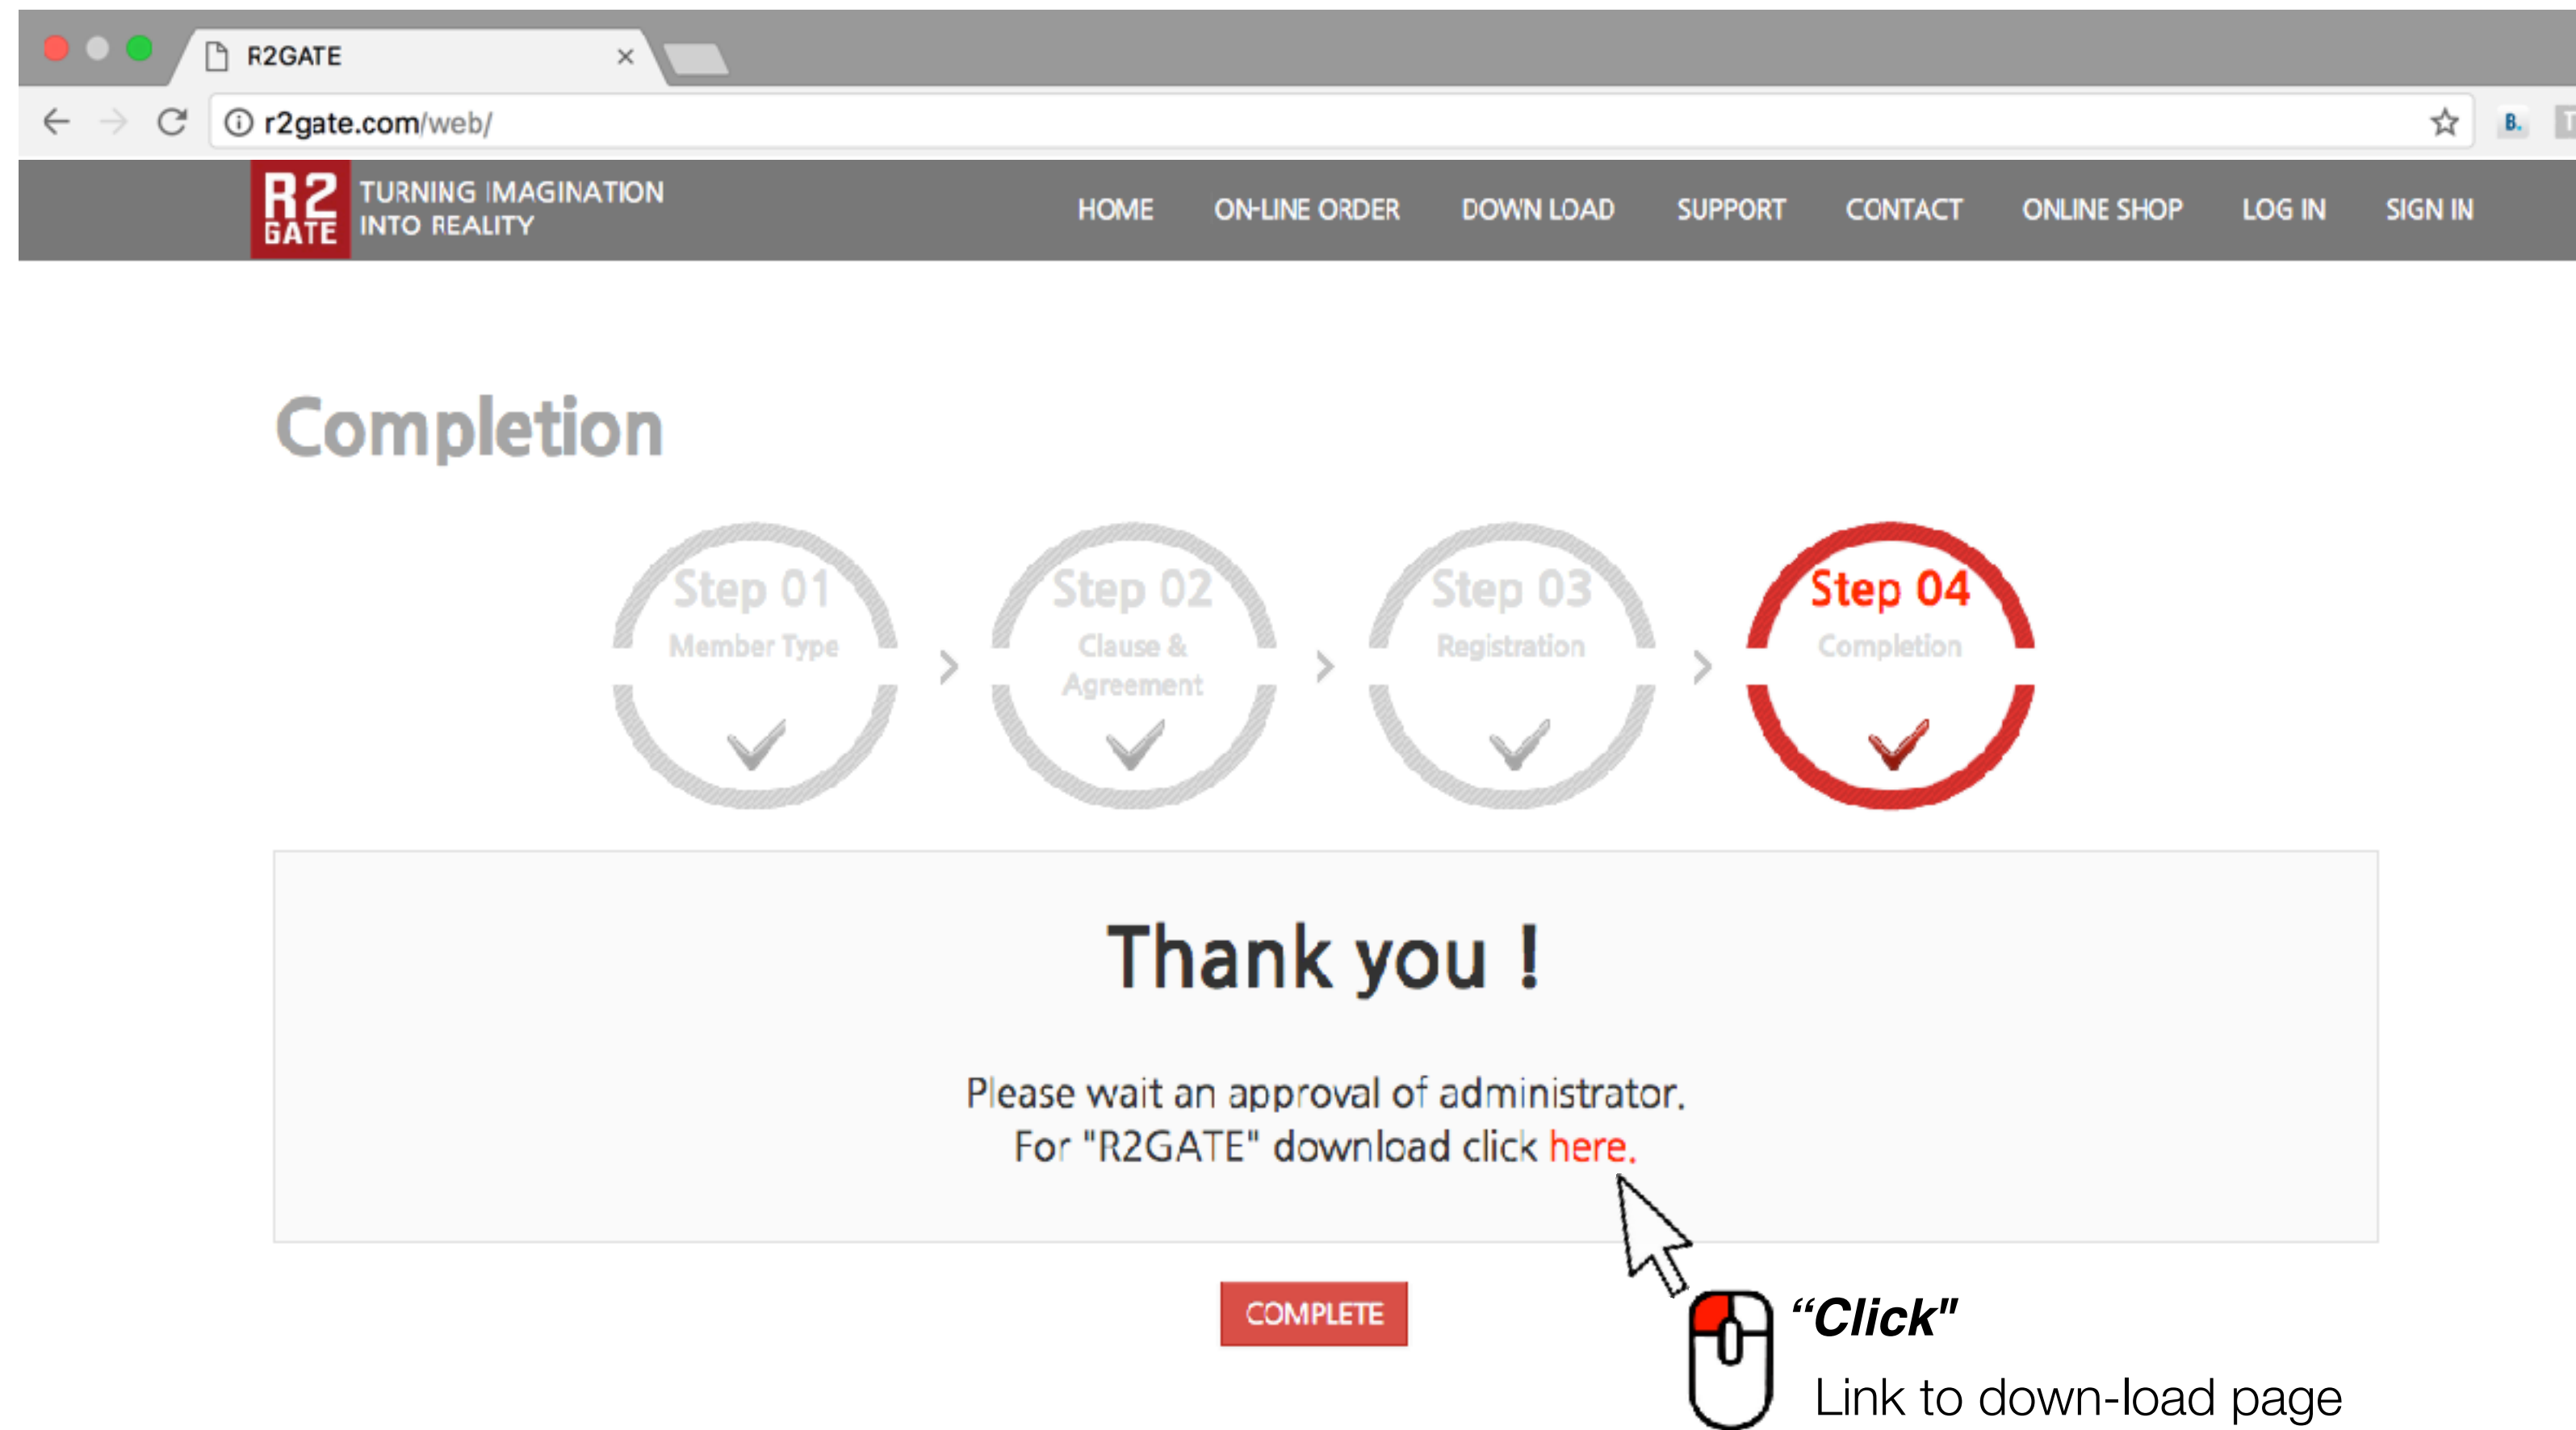 R2GATE
r2gate.com/web/
B.
T
R2 GATE
TURNING IMAGINATION
INTO REALITY
HOME ON-LINE ORDER DOWN LOAD SUPPORT CONTACT ONLINE SHOP LOG IN SIGN IN
Completion
Step 01
Member Type
Step 02
Clause &
Agreement
Step 03
Registration
Step 04
Completion
Thank you !
Please wait an approval of administrator.
For "R2GATE" download click here.
COMPLETE
“Click"
Link to down-load page